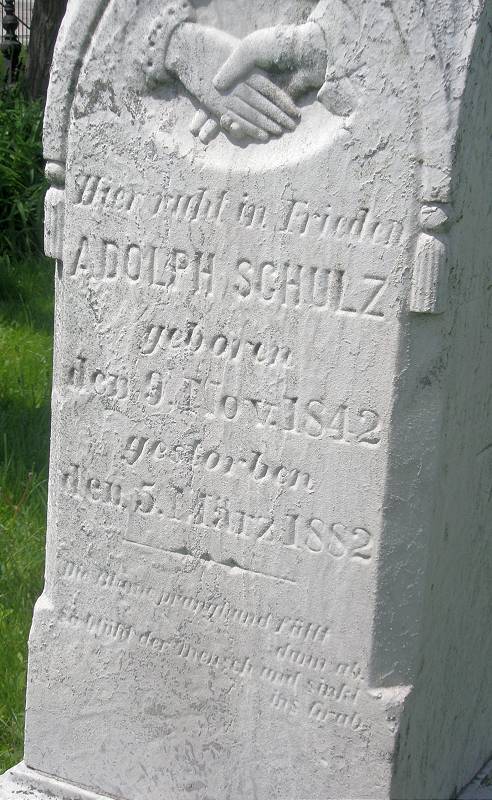 Hier ruht in Frieden
ADOLPH SCHULZ
geboren
den 9. Nov. 1842
gestorben
den 5. März 1882
Die Blume prangt und fällt
dann ab.
So blüht der Mensch und sinkt
ins Grab.